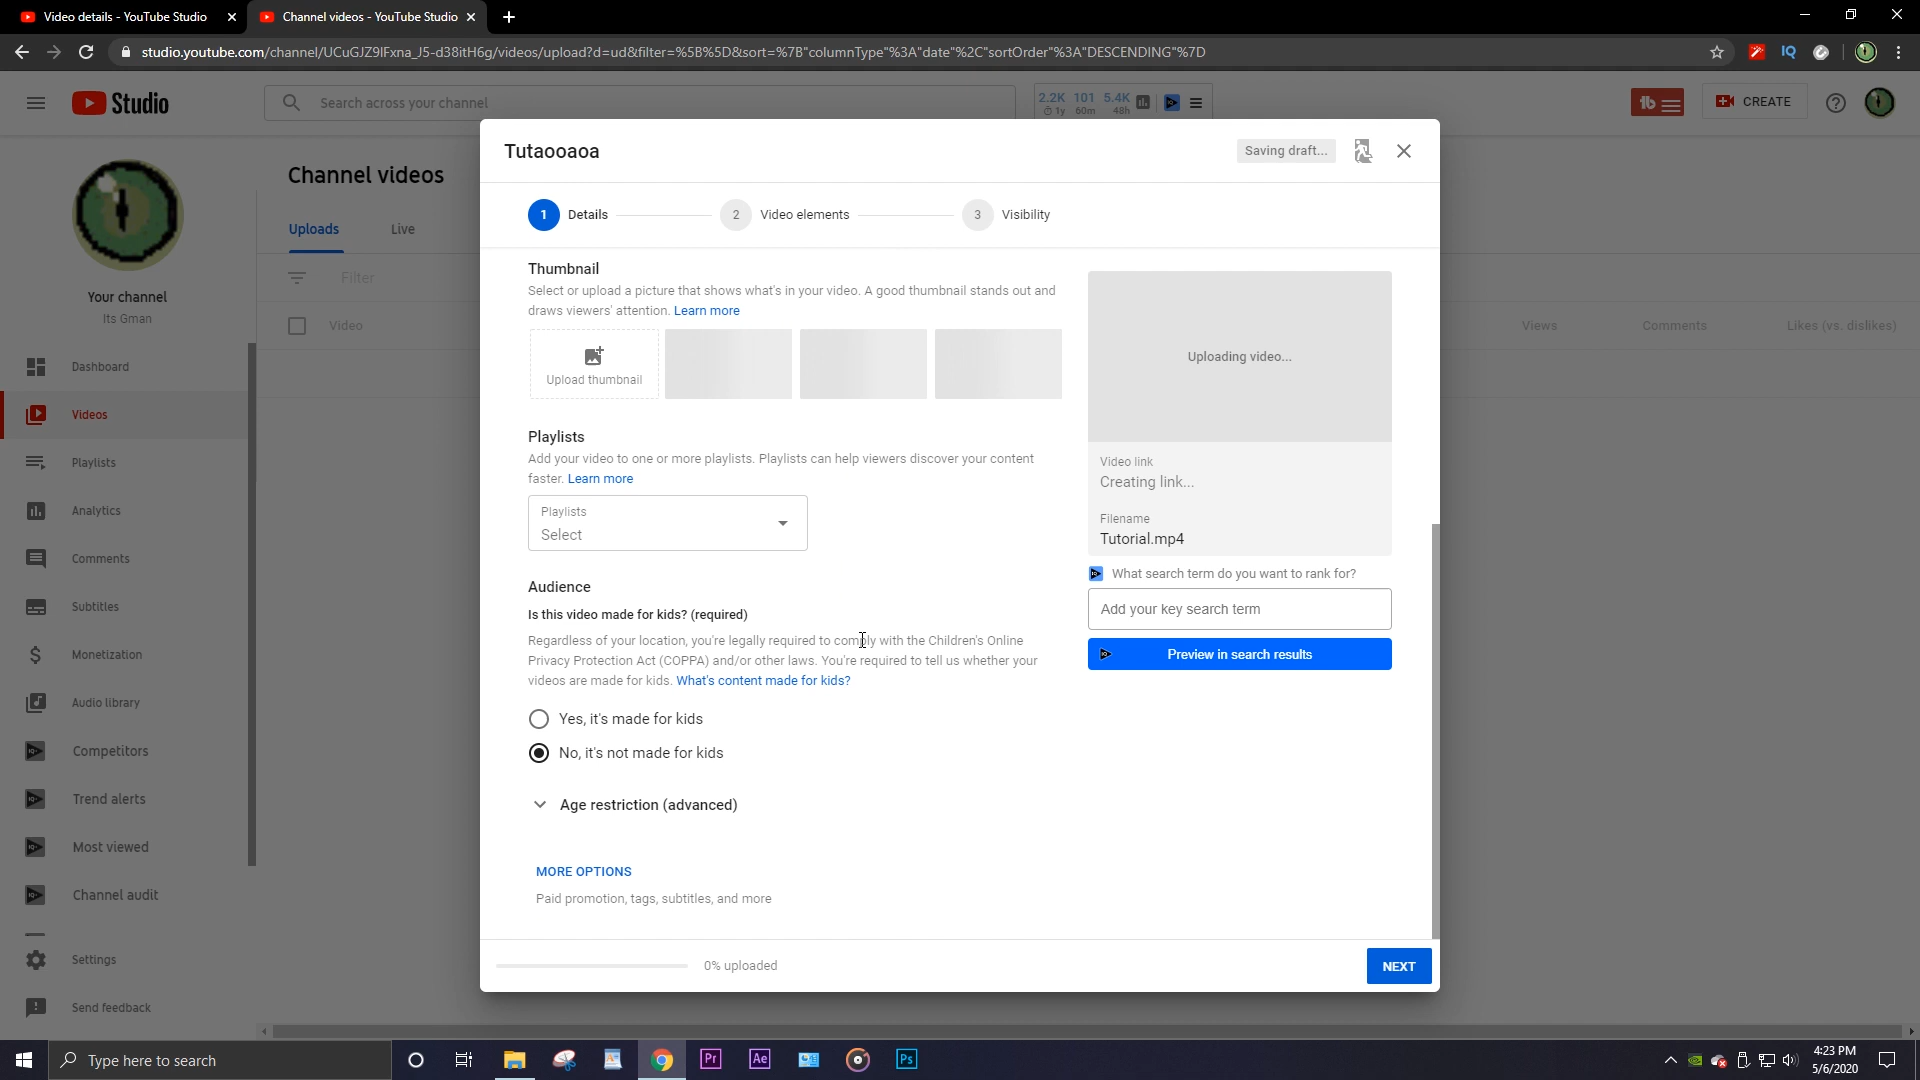 Video details - YouTube Studio
Channel videos - YouTube Studio
studio.youtube.com/channel/UCuGJZ9lFxna_J5-d38itH6g/videos/upload?d=ud&filter=%5B%5D&sort=%7B"columnType"%3A"date"%2C"sortOrder"%3A"DESCENDING"%7D
IQ
Studio
Search across your channel
2.2K 101 5.4K
1y 60m 48h
tb
CREATE
Your channel
Its Gman
Dashboard
Videos
Playlists
Analytics
Comments
Subtitles
Monetization
Audio library
Competitors
Trend alerts
Most viewed
Channel audit
Settings
Send feedback
Channel videos
Uploads Live
Filter
Video
Views Comments Likes (vs. dislikes)
Tutaooaoa
Saving draft...
1 Details 2 Video elements 3 Visibility
Thumbnail
Select or upload a picture that shows what's in your video. A good thumbnail stands out and
draws viewers' attention. Learn more
Upload thumbnail
Playlists
Add your video to one or more playlists. Playlists can help viewers discover your content
faster. Learn more
Playlists
Select
Audience
Is this video made for kids? (required)
Regardless of your location, you're legally required to comply with the Children's Online
Privacy Protection Act (COPPA) and/or other laws. You're required to tell us whether your
videos are made for kids. What's content made for kids?
Yes, it's made for kids
No, it's not made for kids
Age restriction (advanced)
MORE OPTIONS
Paid promotion, tags, subtitles, and more
Uploading video...
Video link
Creating link...
Filename
Tutorial.mp4
What search term do you want to rank for?
Add your key search term
Preview in search results
0% uploaded
NEXT
Type here to search
Pr
Ae
Ps
4:23 PM
5/6/2020